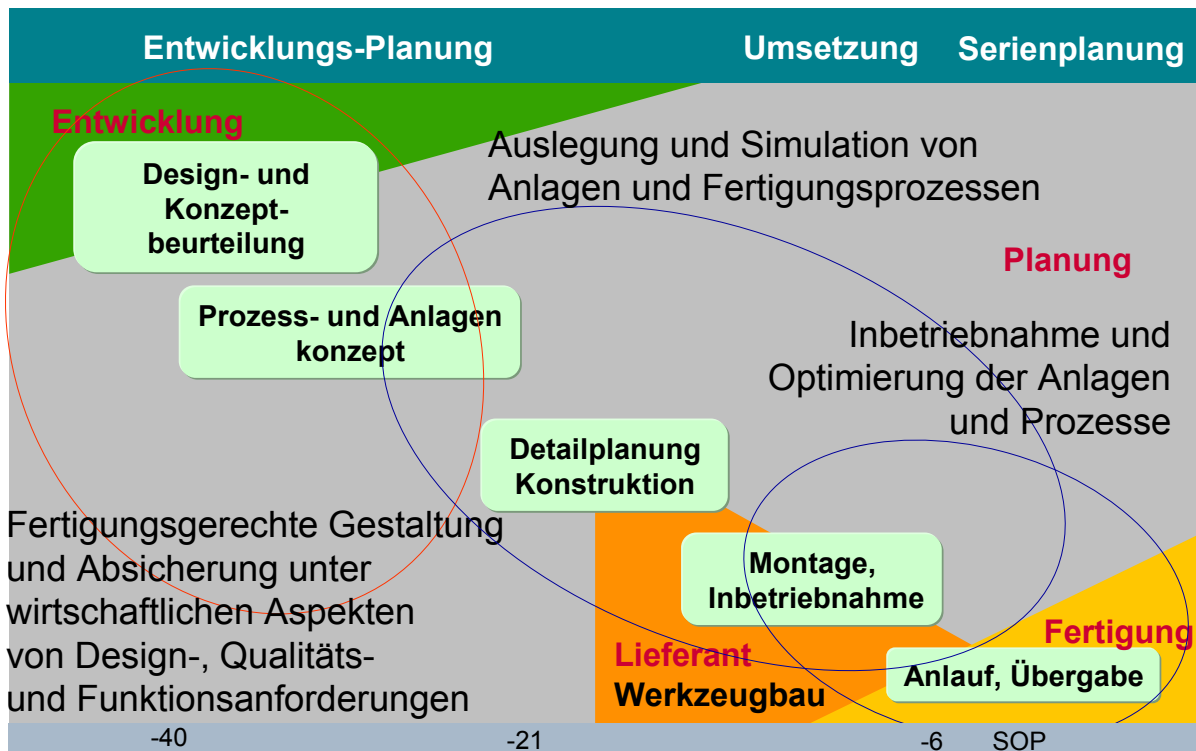 Entwicklungs-Planung
Umsetzung
Serienplanung
Entwicklung
Design- und
Konzept-
beurteilung
Auslegung und Simulation von
Anlagen und Fertigungsprozessen
Planung
Prozess- und Anlagen
konzept
Inbetriebnahme und
Optimierung der Anlagen
und Prozesse
Detailplanung
Konstruktion
Fertigungsgerechte Gestaltung
und Absicherung unter
wirtschaftlichen Aspekten
von Design-, Qualitäts-
und Funktionsanforderungen
Montage,
Inbetriebnahme
Lieferant
Werkzeugbau
Fertigung
Anlauf, Übergabe
-40
-21
-6
SOP